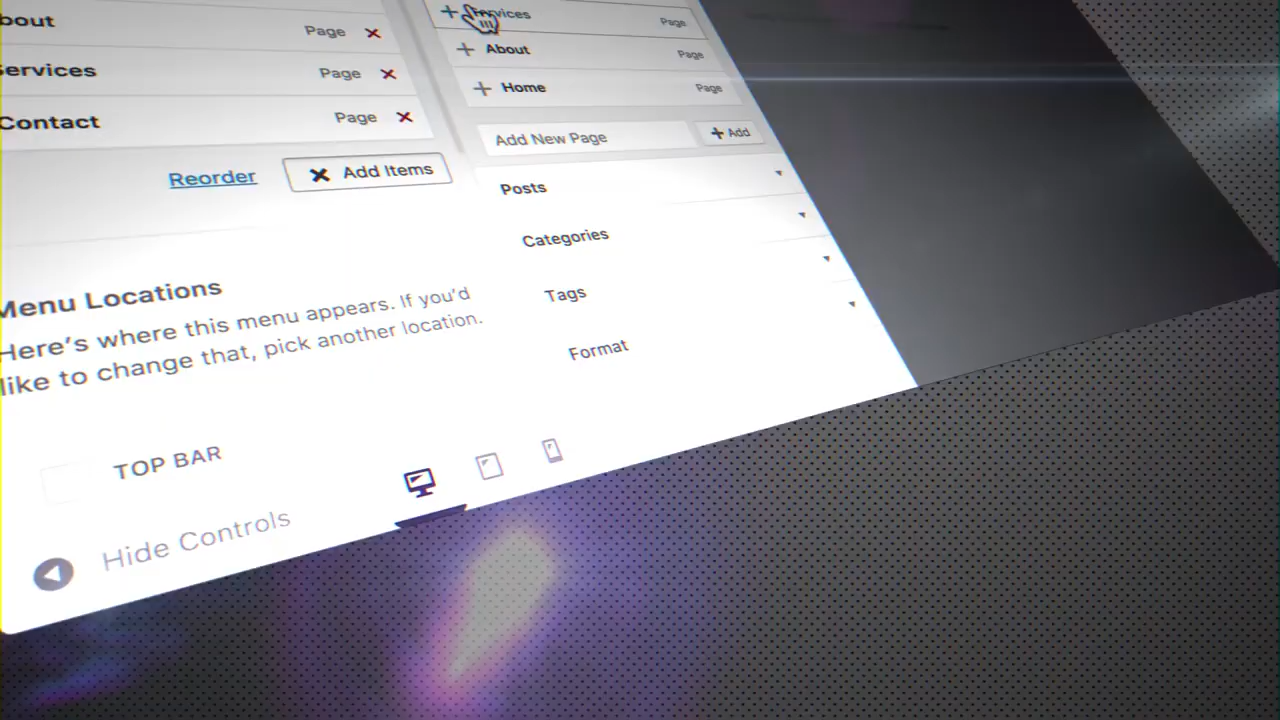 bout
Page
ervices
Page
Contact
Page
Reorder
Add Items
Menu Locations
Here's where this menu appears. If you'd
like to change that, pick another location.
TOP BAR
Hide Controls
Services
Page
About
Page
Home
Page
Add New Page
Add
Posts
Categories
Tags
Format